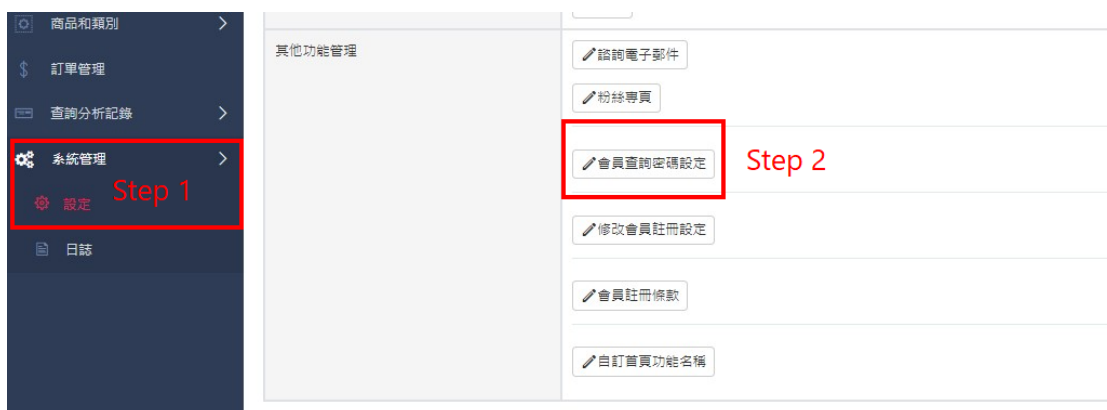 商品和類別
訂單管理
查詢分析記錄
系統管理
Step 1
設定
日誌
其他功能管理
諮詢電子郵件
粉絲專頁
會員查詢密碼設定
Step 2
修改會員註冊設定
會員註冊條款
自訂首頁功能名稱